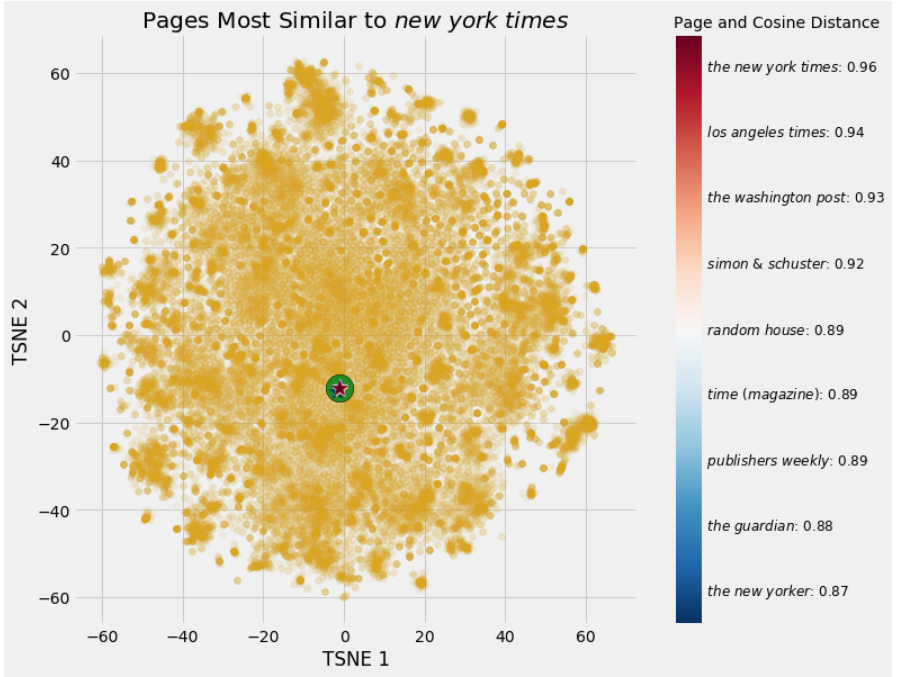 Pages Most Similar to new york times
Page and Cosine Distance
the new york times: 0.96
los angeles times: 0.94
the washington post: 0.93
simon & schuster: 0.92
random house: 0.89
time (magazine): 0.89
publishers weekly: 0.89
the guardian: 0.88
the new yorker: 0.87
TSNE 2
60
40
20
0
−20
−40
−60
−60 −40 −20 0 20 40 60
TSNE 1